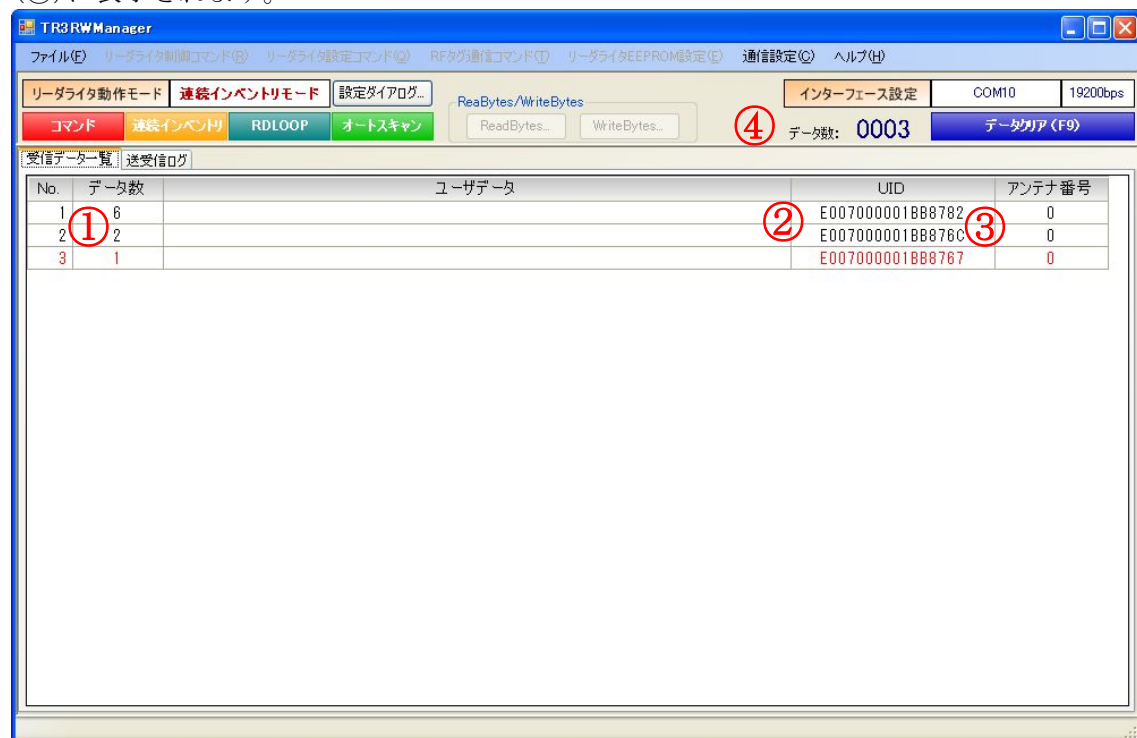 (④)に表示されます。
TR3RWManager
ファイル(F) リーダライタ制御コマンド(R) リーダライタ設定コマンド(Q) RFタグ通信コマンド(T) リーダライタEEPROM設定(E) 通信設定(C) ヘルプ(H)
リーダライタ動作モード 連続インベントリモード 設定ダイアログ... ReaBytes/WriteBytes インターフェース設定 COM10 19200bps
コマンド 連続インベントリ RDLOOP オートスキャン ReadBytes... WriteBytes... ④ データ数: 0003 データクリア(F9)
受信データ一覧 送受信ログ
No. データ数 ユーザデータ UID アンテナ番号
1 ① 6 ② E007000001BB8782 ③ 0
2 2 E007000001BB876C 0
3 1 E007000001BB8767 0